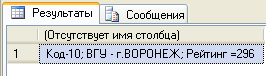 Результаты Сообщения
(Отсутствует имя столбца)
1 Код-10; ВГУ - г.ВОРОНЕЖ; Рейтинг =296